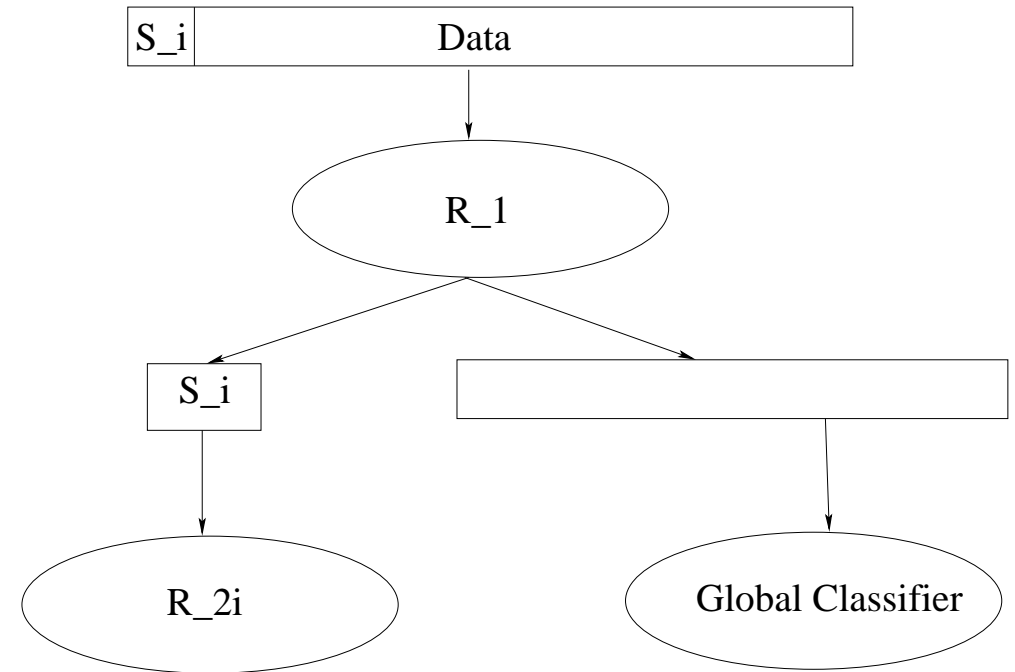 S_i
Data
R_1
S_i
R_2i
Global Classifier